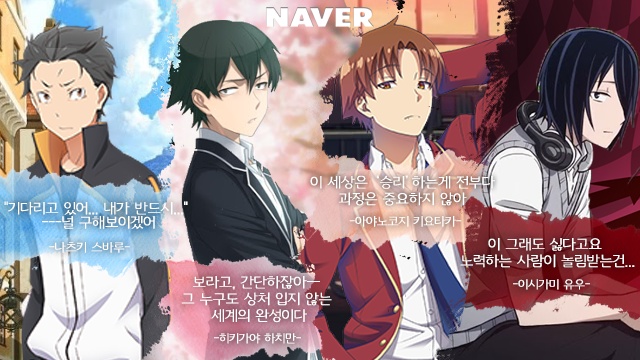 NAVER
"기다리고 있어... 내가 반드시..."
---널 구해보이겠어
-나츠키 스바루-
보라고, 간단하잖아—
그 누구도 상처 입지 않는
세계의 완성이다
-히키가야 하치만-
이 세상은 '승리'하는게 전부다
과정은 중요하지 않아
-아야노코지 키요타카-
이 그래도 싫다고요
노력하는 사람이 놀림받는건...
-이시가미 유우-